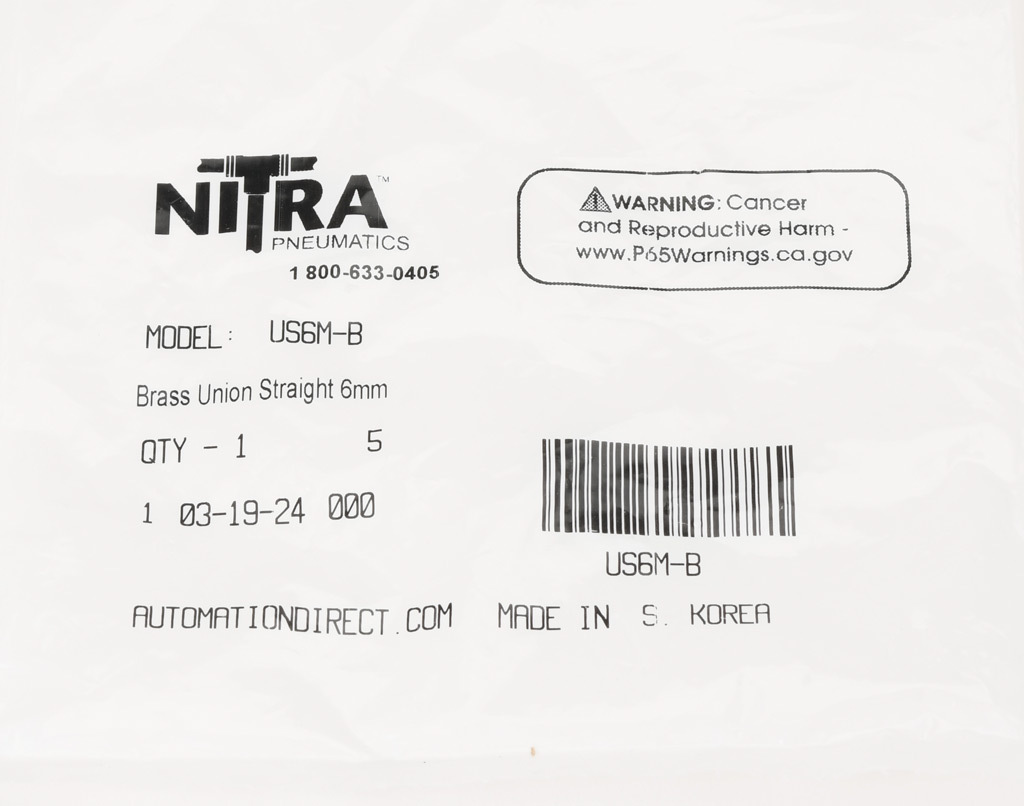 NITRA™
PNEUMATICS
1 800-633-0405
⚠WARNING: Cancer
and Reproductive Harm -
www.P65Warnings.ca.gov
MODEL: US6M-B
Brass Union Straight 6mm
QTY - 1 5
1 03-19-24 000
US6M-B
AUTOMATIONDIRECT.COM MADE IN S. KOREA